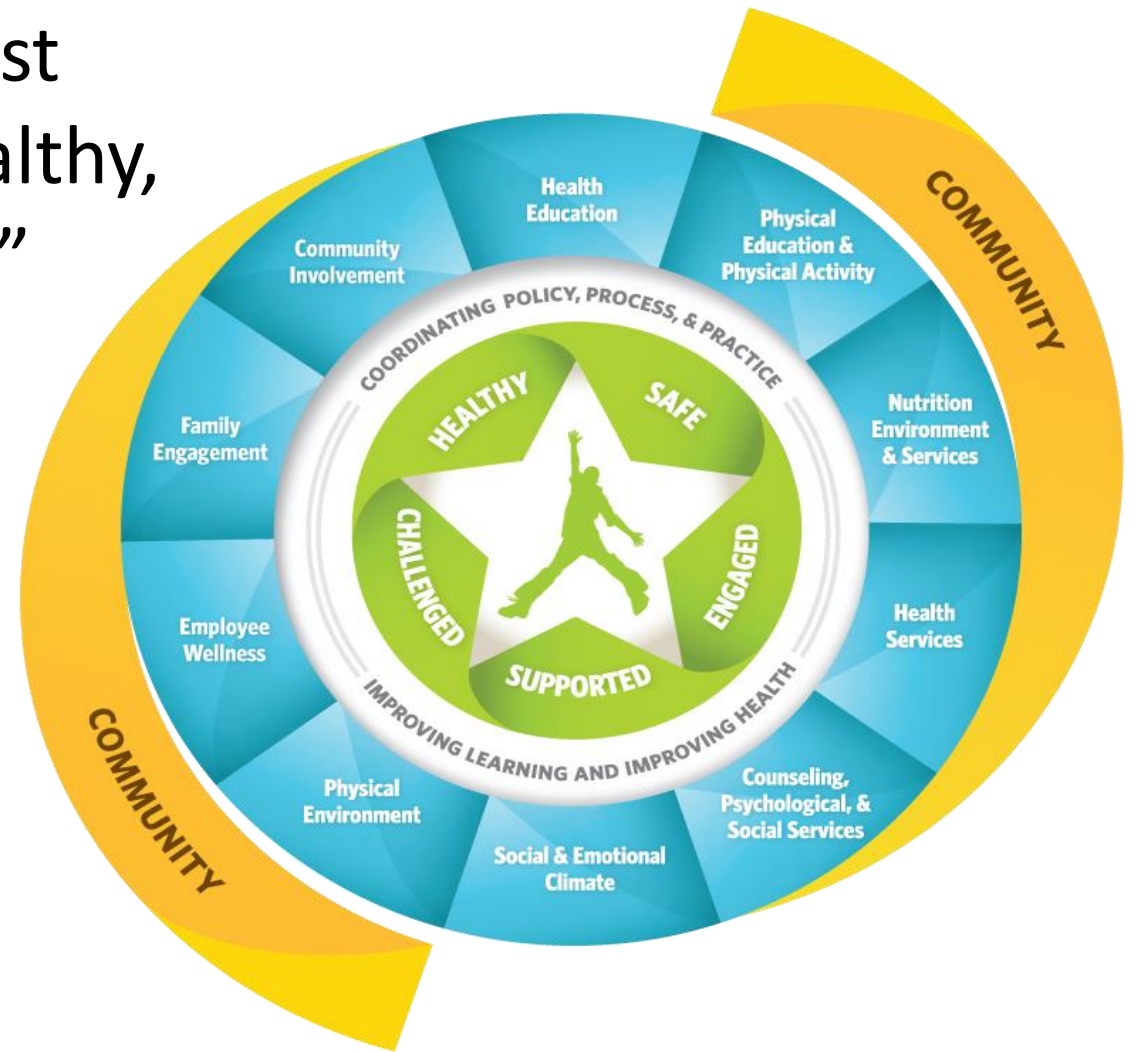 st
althy,
”
COMMUNITY
Health
Education
Physical
Education &
Physical Activity
Nutrition
Environment
& Services
Health
Services
Counseling,
Psychological, &
Social Services
Social & Emotional
Climate
Physical
Environment
Employee
Wellness
Family
Engagement
Community
Involvement
COORDINATING POLICY, PROCESS, & PRACTICE
IMPROVING LEARNING AND IMPROVING HEALTH
HEALTHY
SAFE
ENGAGED
SUPPORTED
CHALLENGED
COMMUNITY